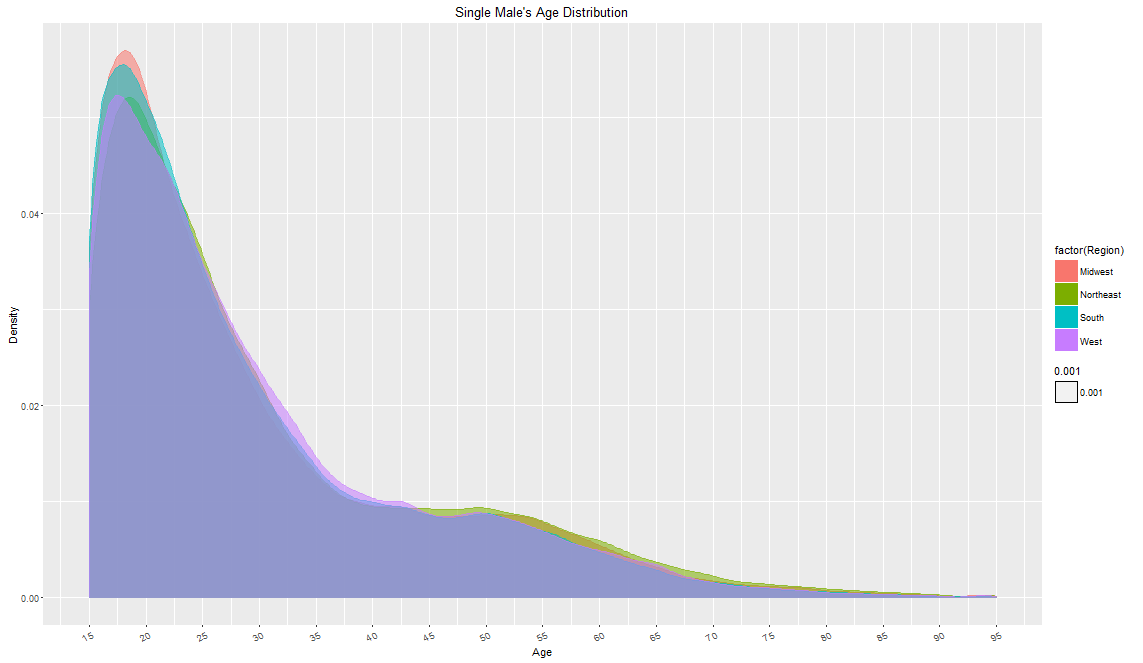 Single Male's Age Distribution
Density
0.04
0.02
0.00
15 20 25 30 35 40 45 50 55 60 65 70 75 80 85 90 95
Age
factor(Region)
Midwest
Northeast
South
West
0.001
0.001